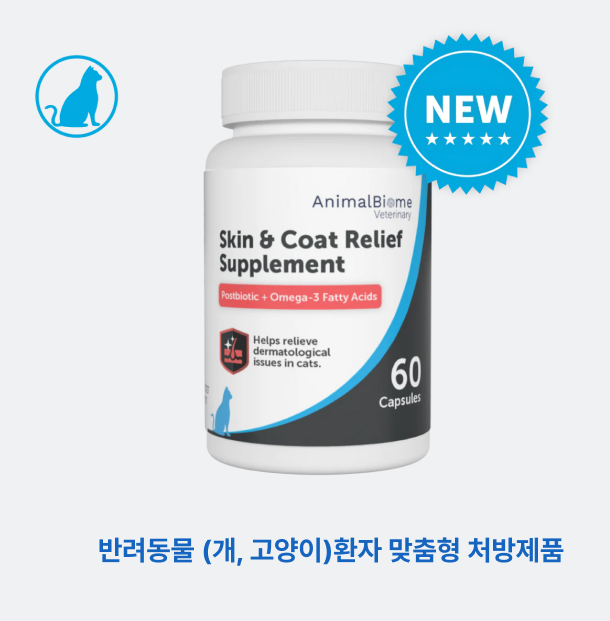 NEW
AnimalBiome
Veterinary
Skin & Coat Relief
Supplement
Postbiotic + Omega-3 Fatty Acids
Helps relieve
dermatological
issues in cats.
60
Capsules
반려동물 (개, 고양이)환자 맞춤형 처방제품